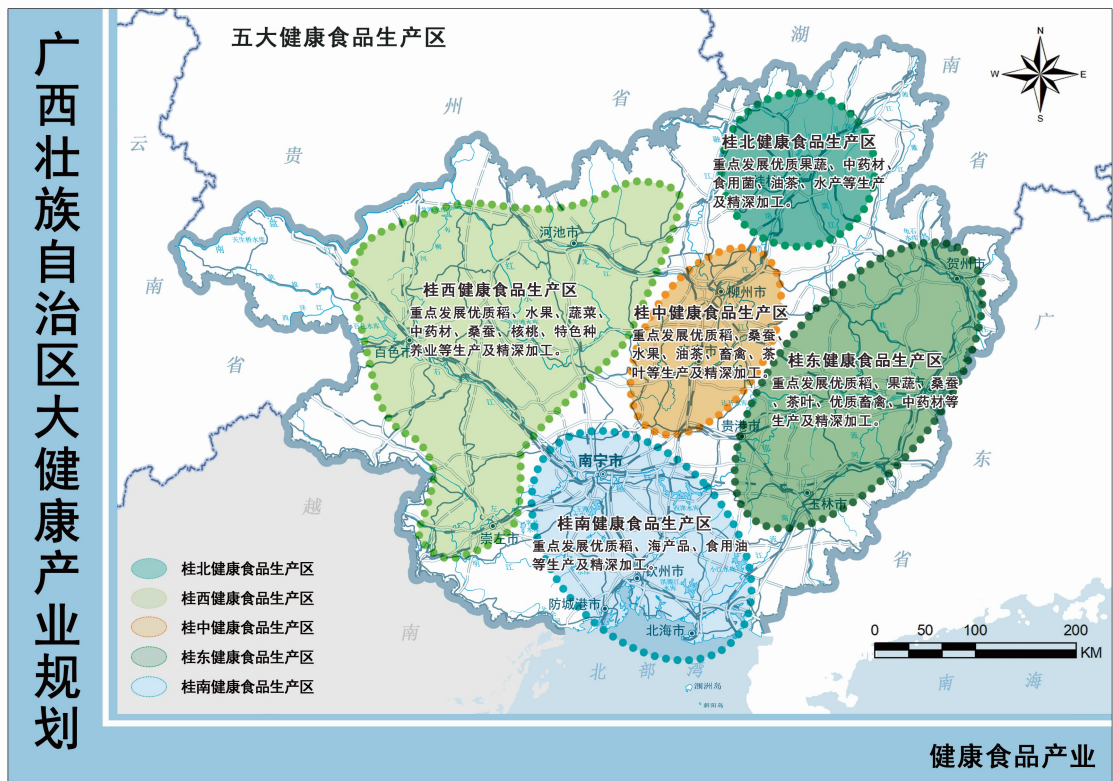 广西壮族自治区大健康产业规划
五大健康食品生产区
湖
南
省
贵
州
省
云
南
省
广
东
省
越
南
N
W
E
S
桂北健康食品生产区
重点发展优质果蔬、中药材、
食用菌、油茶、水产等生产
及精深加工。
河池市
贺州市
柳州市
桂西健康食品生产区
重点发展优质稻、水果、蔬菜、
中药材、桑蚕、核桃、特色种
养业等生产及精深加工。
百色市
桂中健康食品生产区
重点发展优质稻、桑蚕、
水果、油茶、畜禽、茶
叶等生产及精深加工。
桂东健康食品生产区
重点发展优质稻、果蔬、桑蚕、
茶叶、优质畜禽、中药材等
生产及精深加工。
贵港市
南宁市
玉林市
崇左市
桂南健康食品生产区
重点发展优质稻、海产品、食用油
等生产及精深加工。
钦州市
防城港市
北海市
北部湾
涠洲岛
斜阳岛
南海
桂北健康食品生产区
桂西健康食品生产区
桂中健康食品生产区
桂东健康食品生产区
桂南健康食品生产区
0 50 100 200
KM
健康食品产业